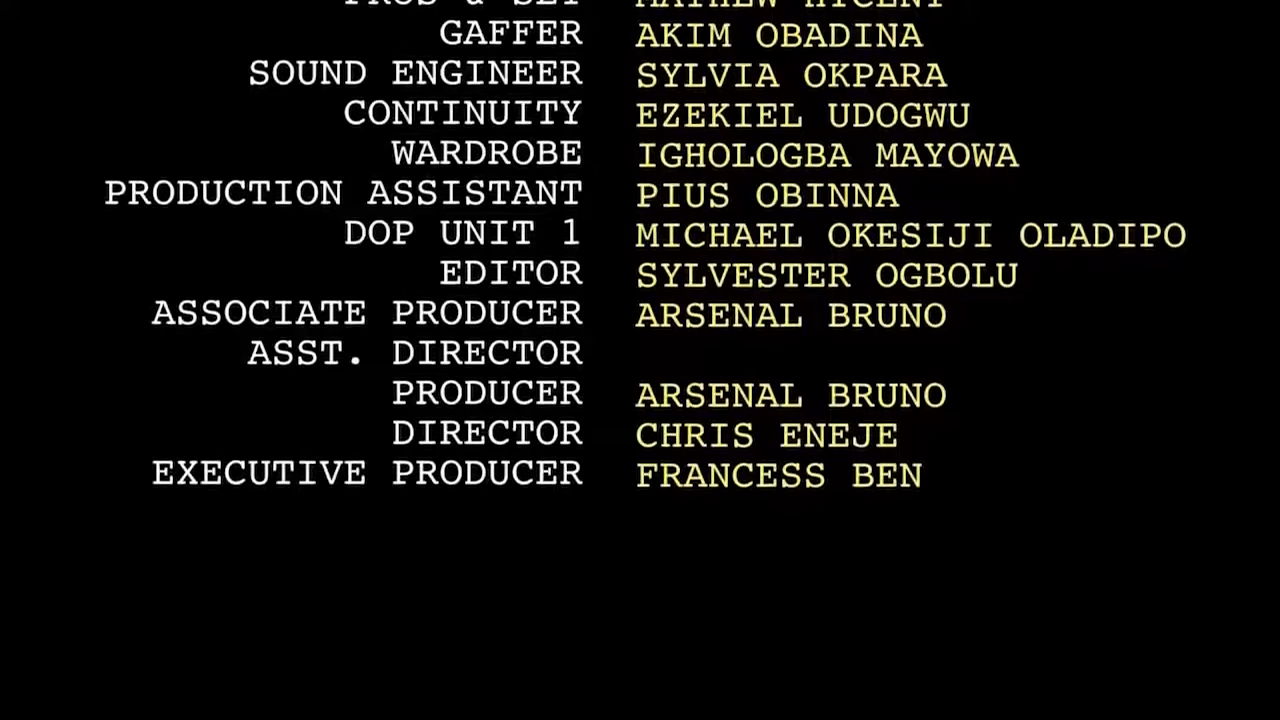 GAFFER AKIM OBADINA
SOUND ENGINEER SYLVIA OKPARA
CONTINUITY EZEKIEL UDOGWU
WARDROBE IGHOLOGBA MAYOWA
PRODUCTION ASSISTANT PIUS OBINNA
DOP UNIT 1 MICHAEL OKESIJI OLADIPO
EDITOR SYLVESTER OGBOLU
ASSOCIATE PRODUCER ARSENAL BRUNO
ASST. DIRECTOR
PRODUCER ARSENAL BRUNO
DIRECTOR CHRIS ENEJE
EXECUTIVE PRODUCER FRANCESS BEN